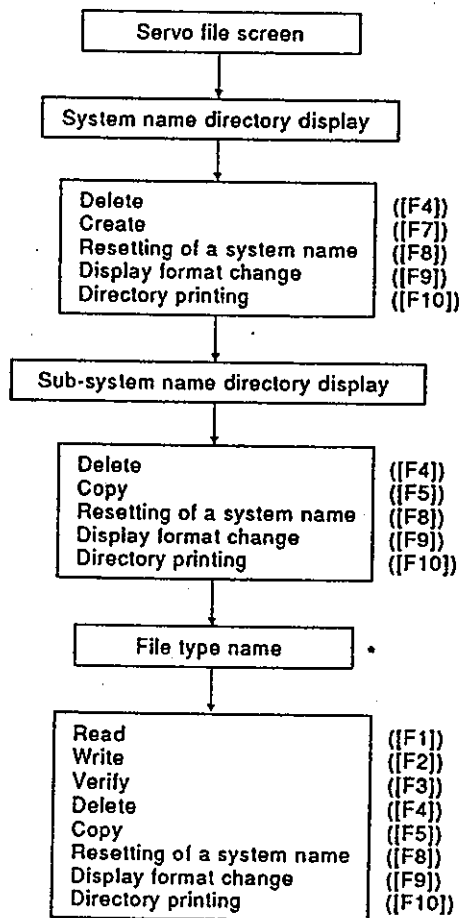 Servo file screen
System name directory display
Delete ([F4])
Create ([F7])
Resetting of a system name ([F8])
Display format change ([F9])
Directory printing ([F10])
Sub-system name directory display
Delete ([F4])
Copy ([F5])
Resetting of a system name ([F8])
Display format change ([F9])
Directory printing ([F10])
File type name *
Read ([F1])
Write ([F2])
Verify ([F3])
Delete ([F4])
Copy ([F5])
Resetting of a system name ([F8])
Display format change ([F9])
Directory printing ([F10])